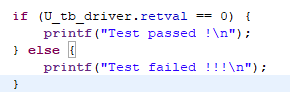 if (U_tb_driver.retval == 0) {
    printf("Test passed !\n");
} else {
    printf("Test failed !!!\n");
}